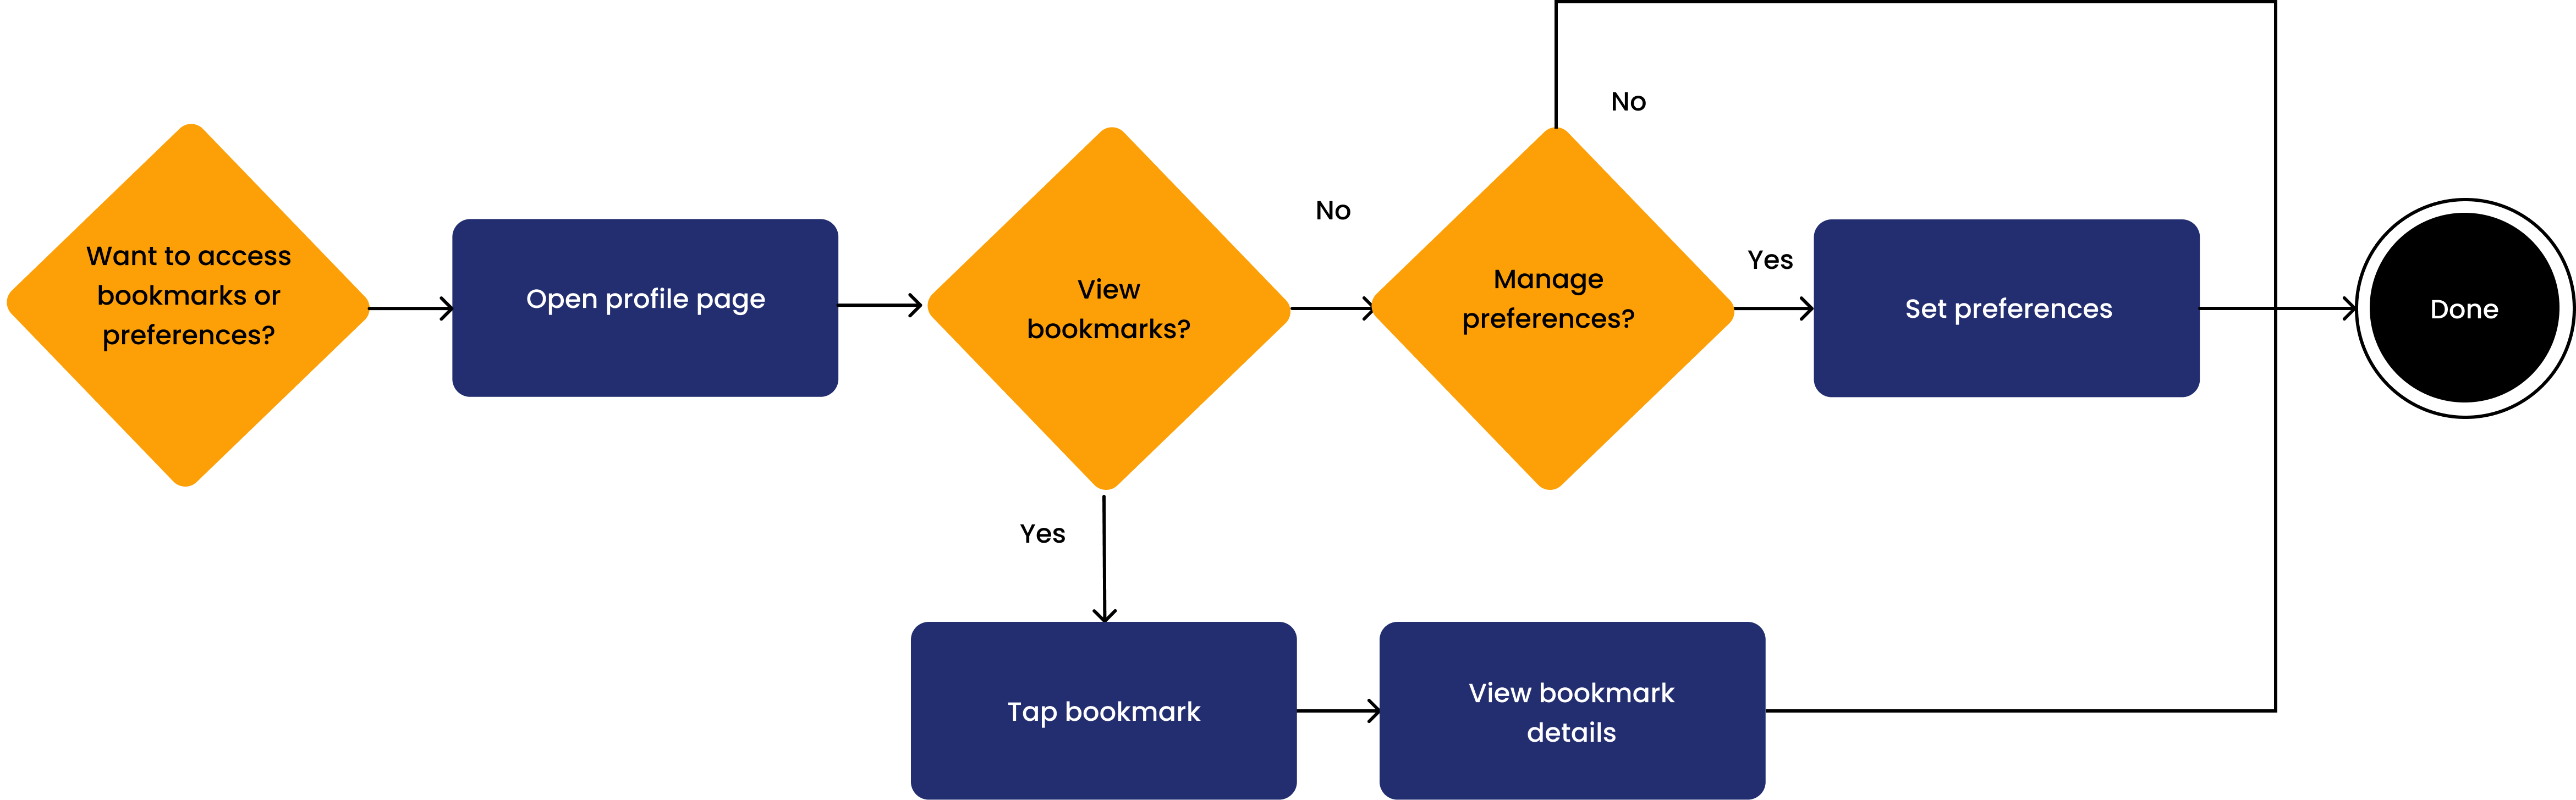 Want to access
bookmarks or
preferences?
Open profile page
View
bookmarks?
No
Manage
preferences?
No
Yes
Set preferences
Done
Yes
Tap bookmark
View bookmark
details